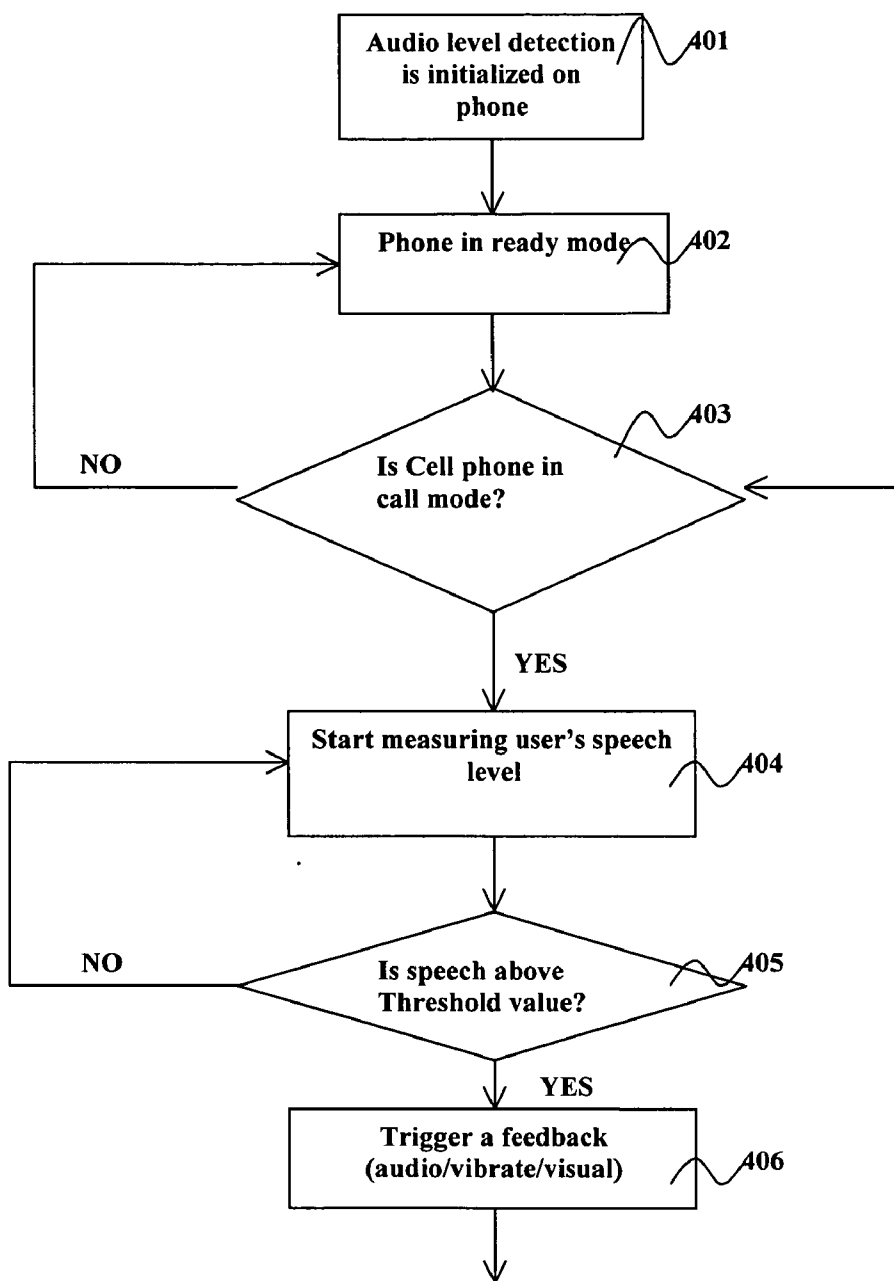 Audio level detection
is initialized on
phone
401
Phone in ready mode
402
403
Is Cell phone in
call mode?
NO
YES
Start measuring user's speech
level
404
NO
Is speech above
Threshold value?
405
YES
Trigger a feedback
(audio/vibrate/visual)
406